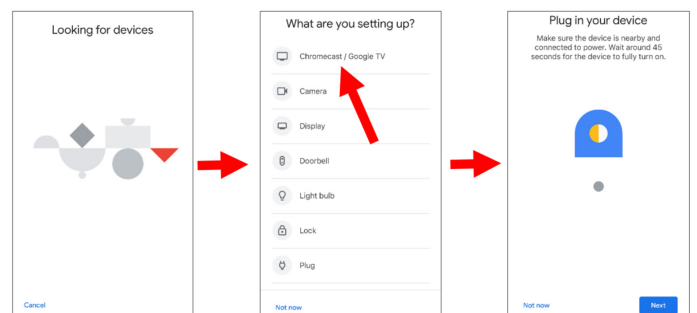 Looking for devices
Cancel
What are you setting up?
Chromecast / Google TV
Camera
Display
Doorbell
Light bulb
Lock
Plug
Not now
Plug in your device
Make sure the device is nearby and
connected to power. Wait around 45
seconds for the device to fully turn on.
Not now
Next